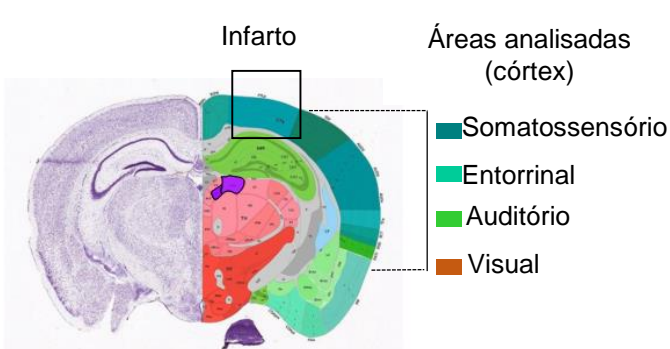 Infarto
Áreas analisadas
(córtex)
Somatossensório
Entorrinal
Auditório
Visual